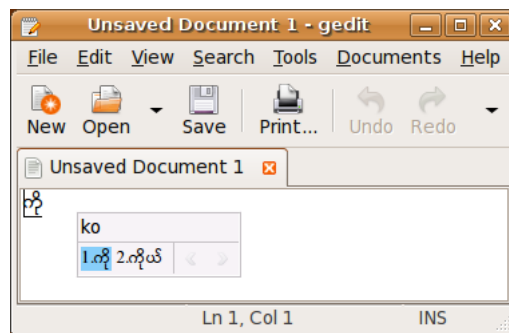 Unsaved Document 1 - gedit
File Edit View Search Tools Documents Help
New Open Save Print... Undo Redo
Unsaved Document 1
ကို
ko
1.ကို 2.ကိုယ်
Ln 1, Col 1 INS